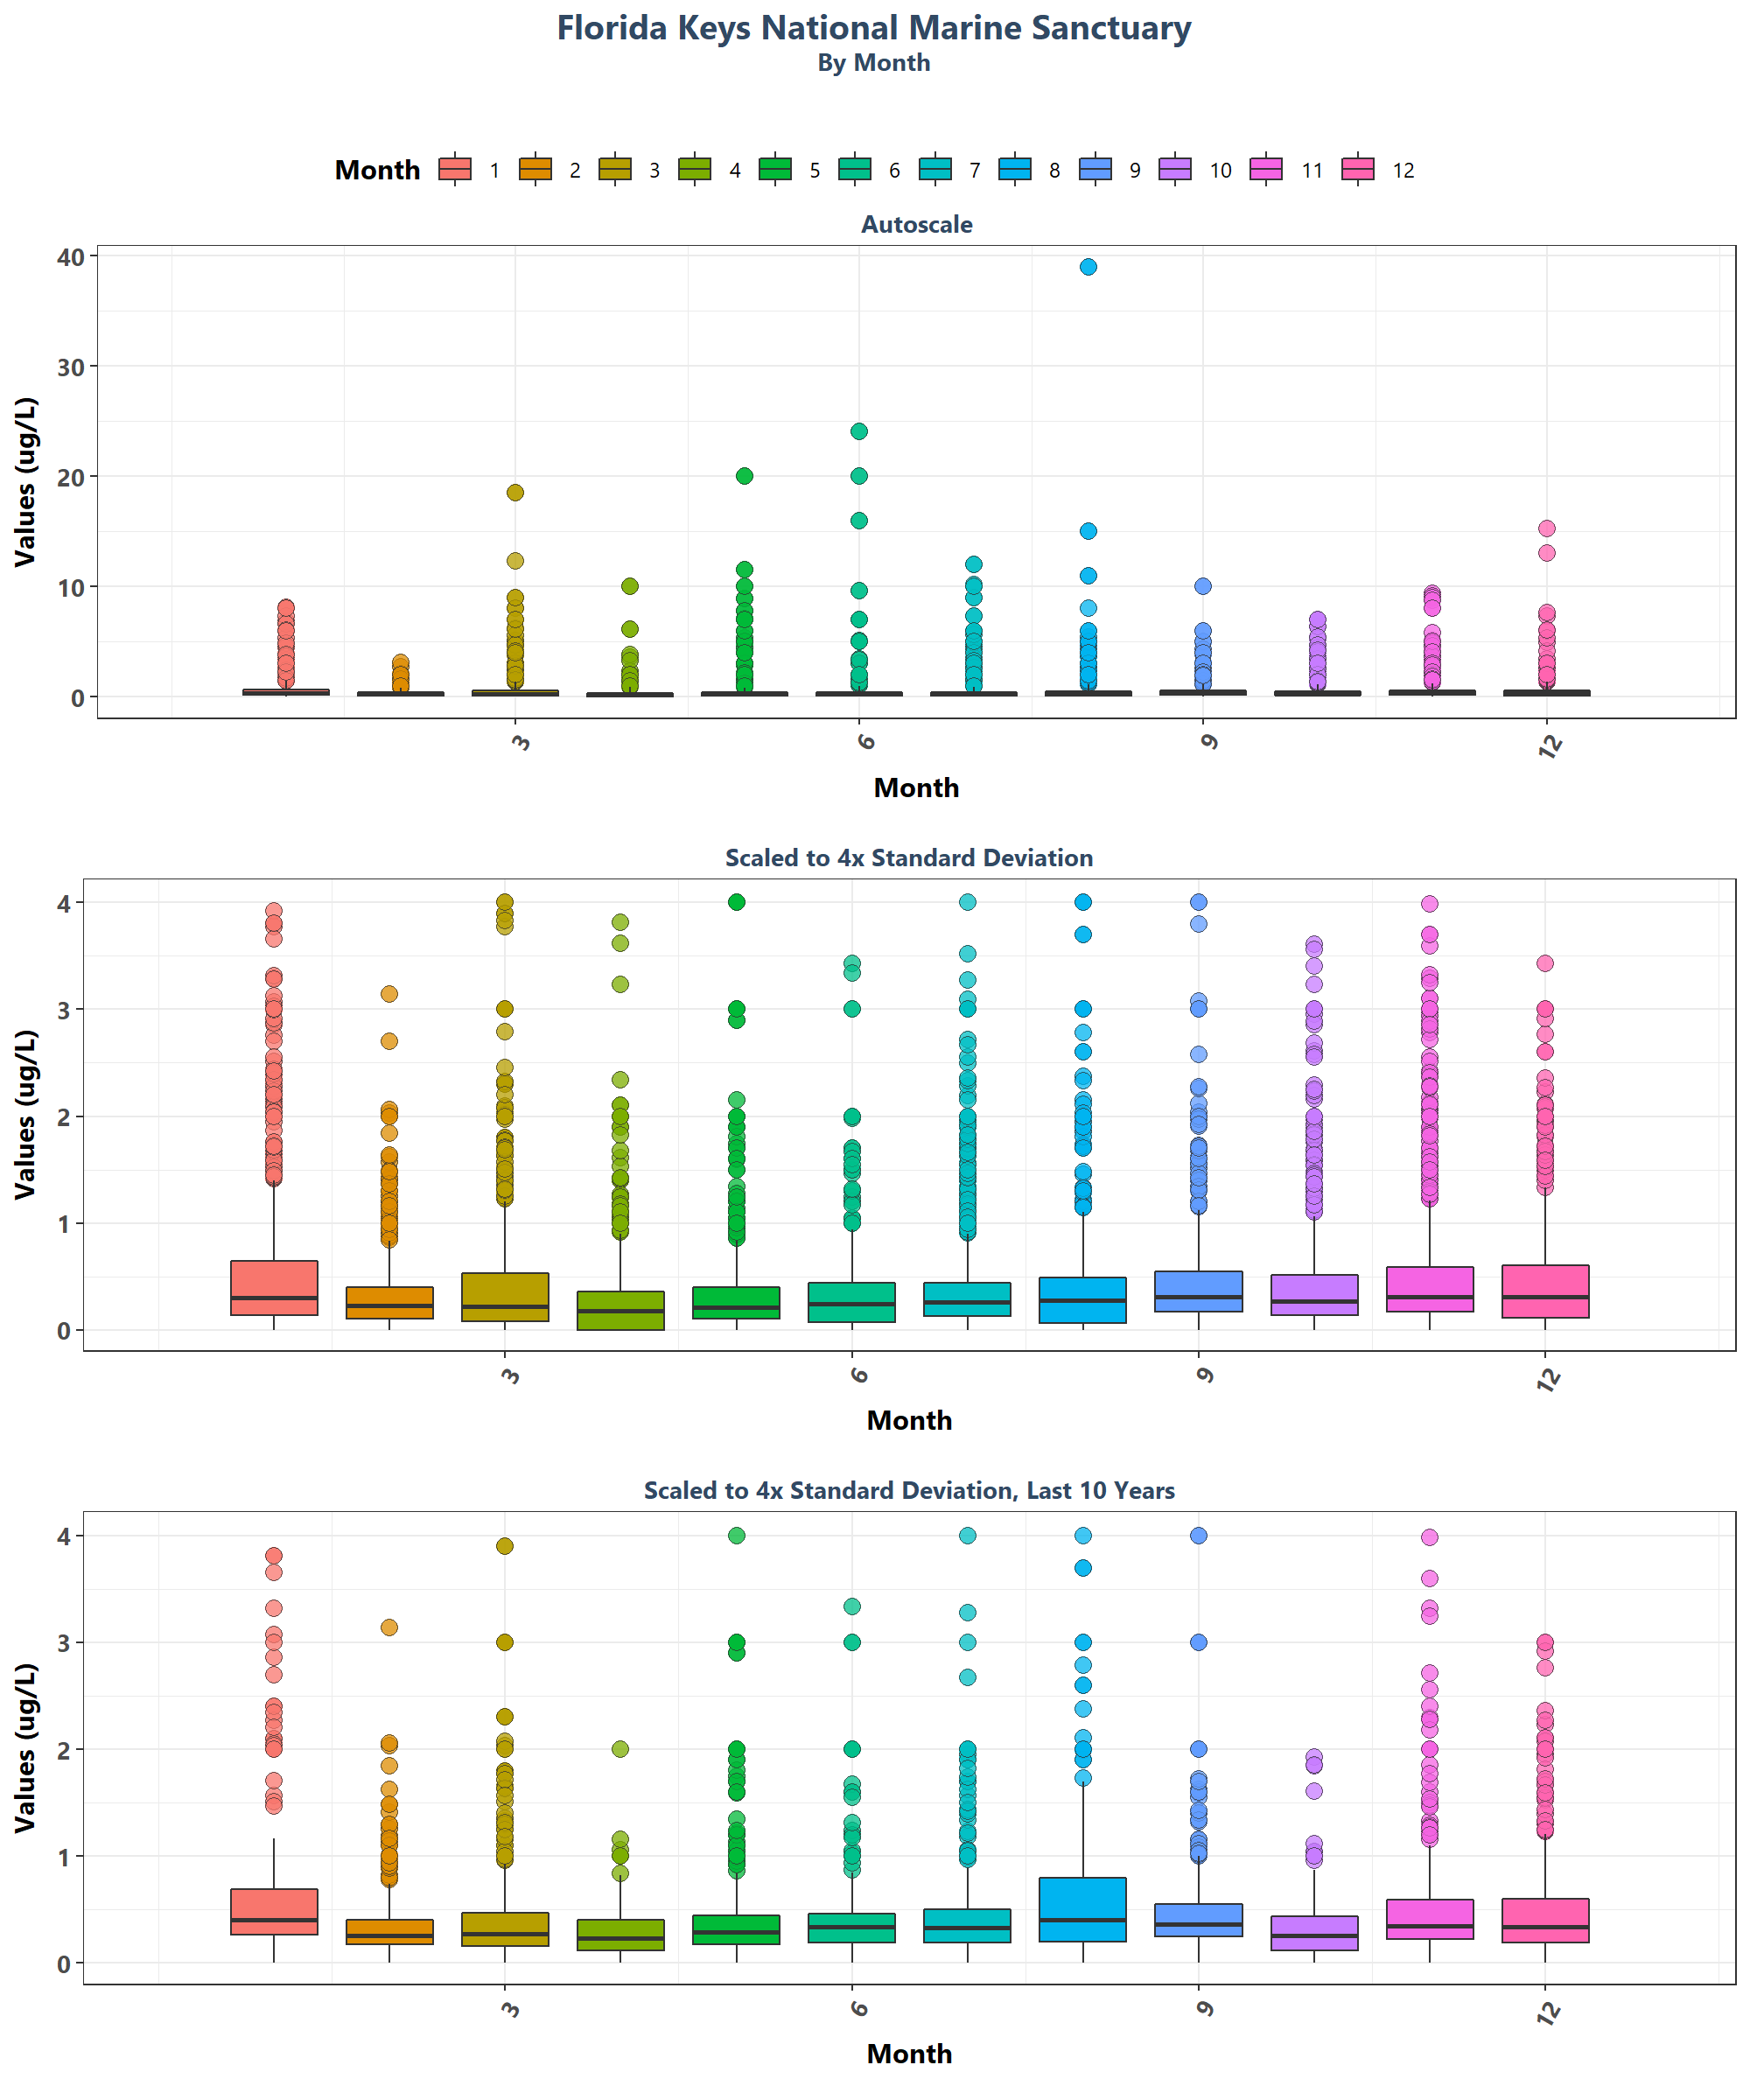 Florida Keys National Marine Sanctuary
By Month
Month 1 2 3 4 5 6 7 8 9 10 11 12
Autoscale
Values (ug/L)
40
30
20
10
0
3 6 9 12
Month
Scaled to 4x Standard Deviation
Values (ug/L)
4
3
2
1
0
3 6 9 12
Month
Scaled to 4x Standard Deviation, Last 10 Years
Values (ug/L)
4
3
2
1
0
3 6 9 12
Month